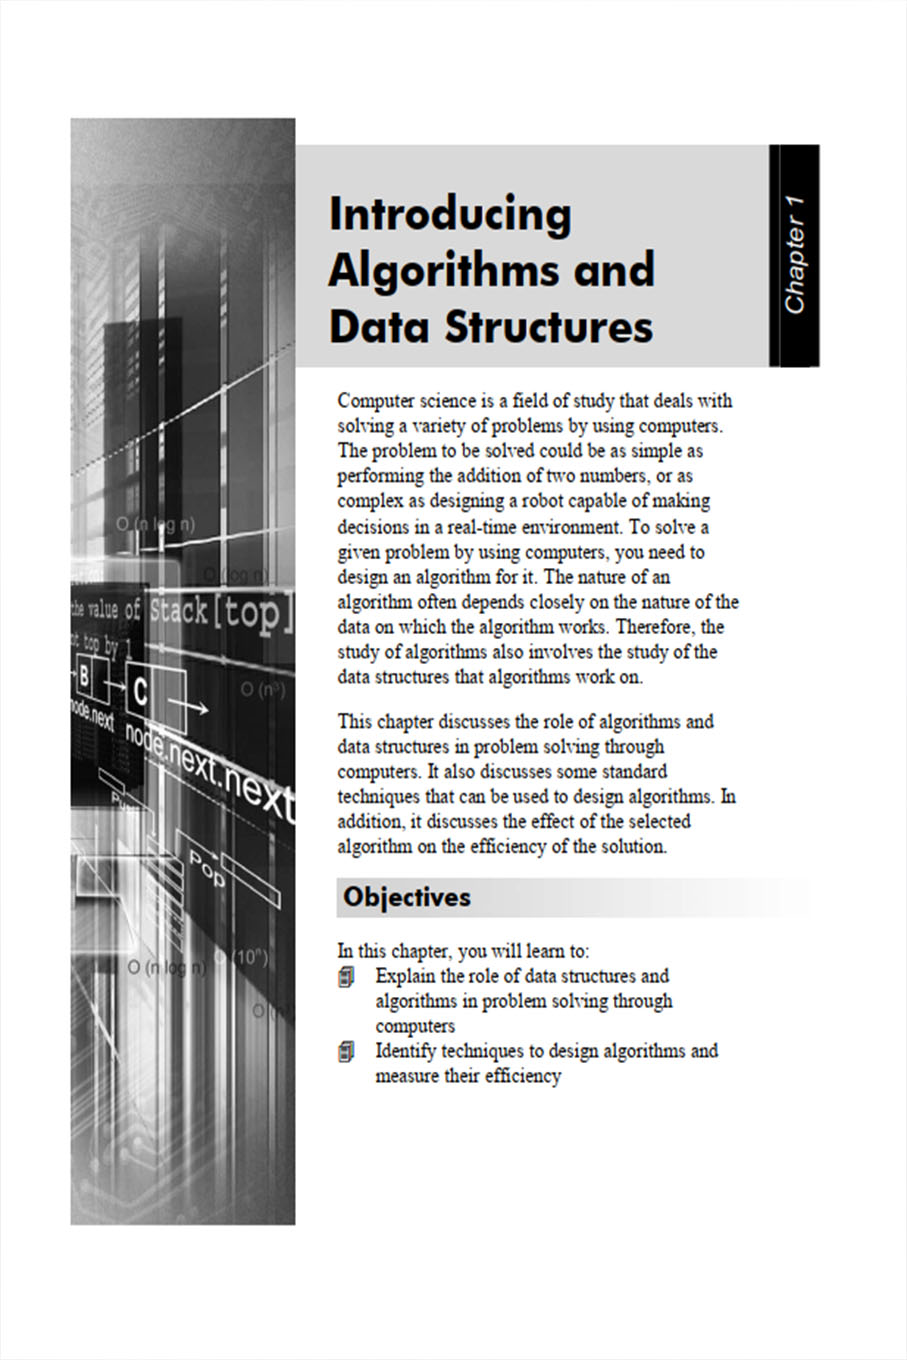 Introducing
Algorithms and
Data Structures
Chapter 1
Computer science is a field of study that deals with
solving a variety of problems by using computers.
The problem to be solved could be as simple as
performing the addition of two numbers, or as
complex as designing a robot capable of making
decisions in a real-time environment. To solve a
given problem by using computers, you need to
design an algorithm for it. The nature of an
algorithm often depends closely on the nature of the
data on which the algorithm works. Therefore, the
study of algorithms also involves the study of the
data structures that algorithms work on.
This chapter discusses the role of algorithms and
data structures in problem solving through
computers. It also discusses some standard
techniques that can be used to design algorithms. In
addition, it discusses the effect of the selected
algorithm on the efficiency of the solution.
Objectives
In this chapter, you will learn to:
Explain the role of data structures and
algorithms in problem solving through
computers
Identify techniques to design algorithms and
measure their efficiency
O (n log n)
O (log n)
the value of Stack[top]
top by 1
B
C
O (n³)
node.next
node.next.next
Pop
O (n log n)
O (10ⁿ)